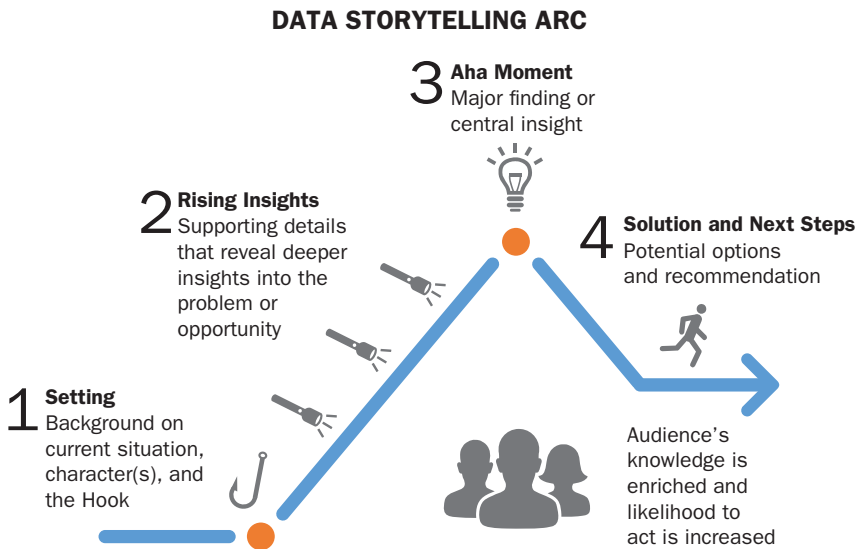 DATA STORYTELLING ARC
1 Setting
Background on
current situation,
character(s), and
the Hook
2 Rising Insights
Supporting details
that reveal deeper
insights into the
problem or
opportunity
3 Aha Moment
Major finding or
central insight
4 Solution and Next Steps
Potential options
and recommendation
Audience’s
knowledge is
enriched and
likelihood to
act is increased